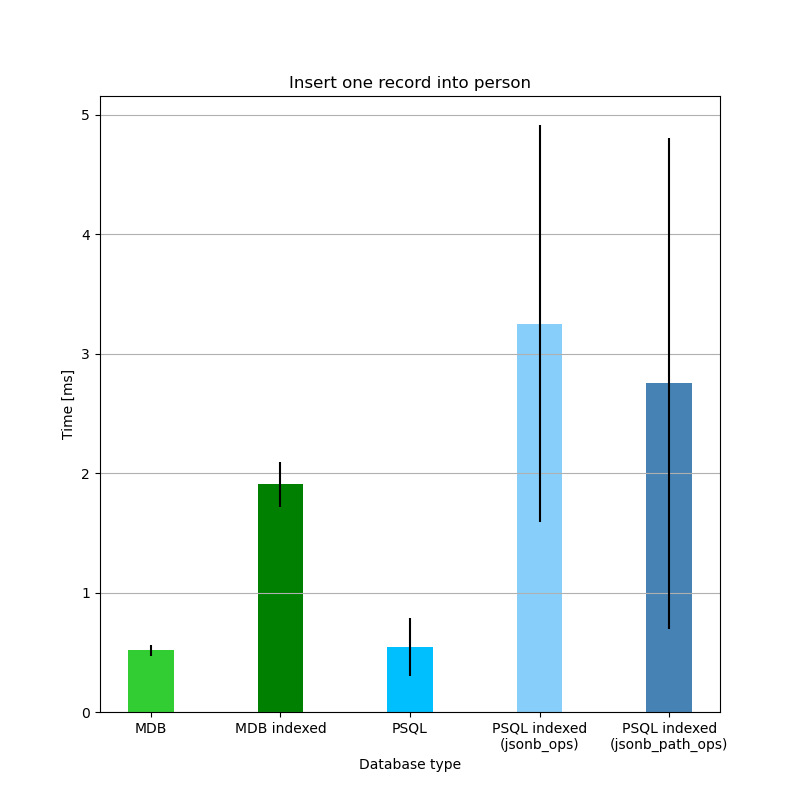 Insert one record into person
5
4
3
2
1
0
Time [ms]
MDB
MDB indexed
PSQL
PSQL indexed
(jsonb_ops)
PSQL indexed
(jsonb_path_ops)
Database type